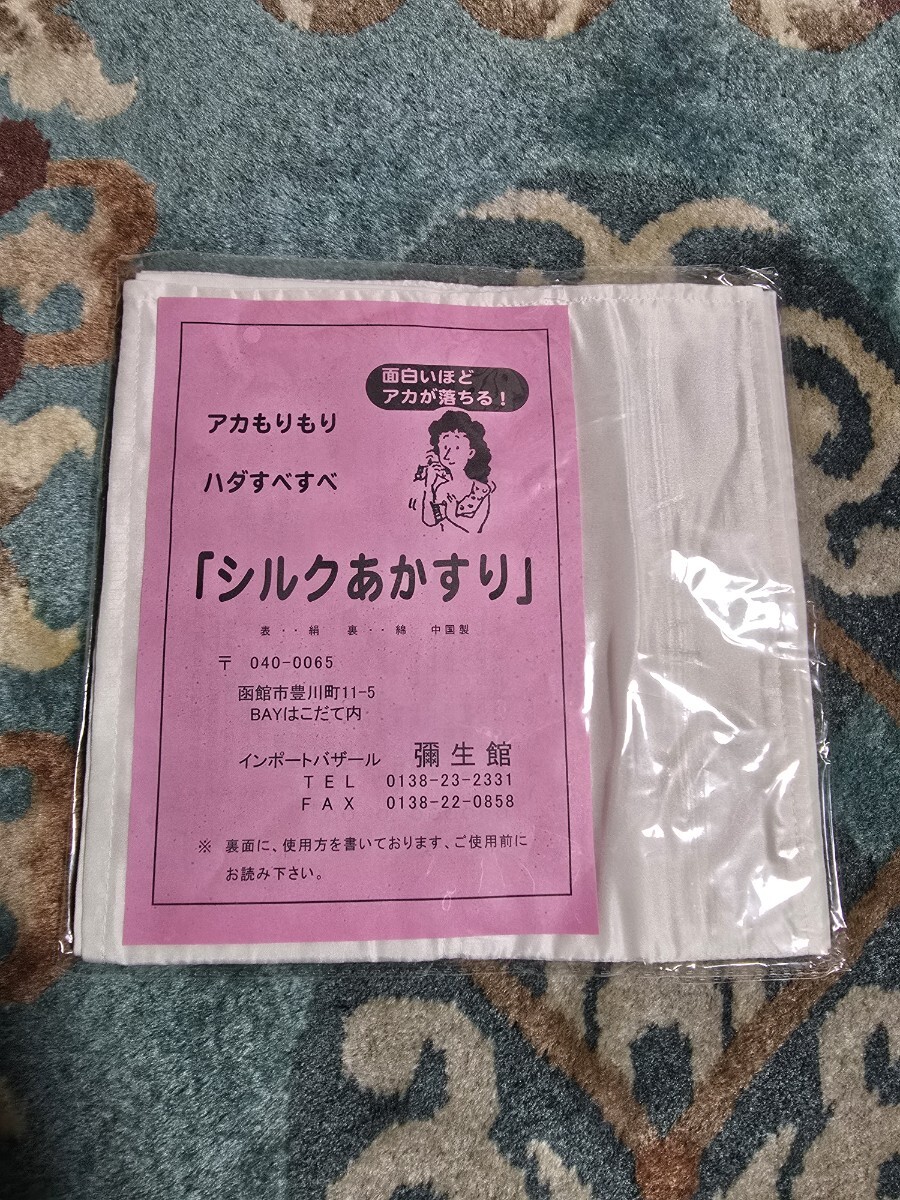 面白いほど
アカが落ちる！
アカもりもり
ハダすべすべ
「シルクあかすり」
表‥絹 裏‥綿 中国製
〒 040-0065
函館市豊川町11-5
BAYはこだて内
インポートバザール 彌生館
ＴＥＬ 0138-23-2331
ＦＡＸ 0138-22-0858
※ 裏面に、使用方を書いております、ご使用前に
お読み下さい。